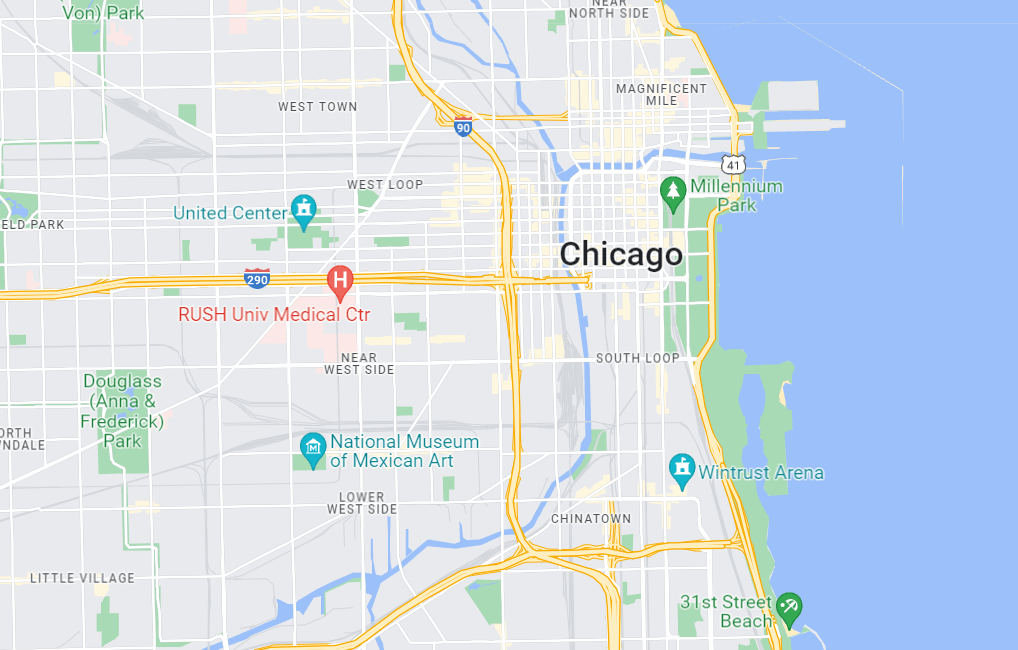 Von) Park
NEAR
NORTH SIDE
MAGNIFICENT
MILE
WEST TOWN
90
41
WEST LOOP
Millennium
Park
United Center
ELD PARK
Chicago
290
H
RUSH Univ Medical Ctr
NEAR
WEST SIDE
SOUTH LOOP
Douglass
(Anna &
Frederick)
Park
ORTH
WNDALE
National Museum
of Mexican Art
Wintrust Arena
LOWER
WEST SIDE
CHINATOWN
LITTLE VILLAGE
31st Street
Beach